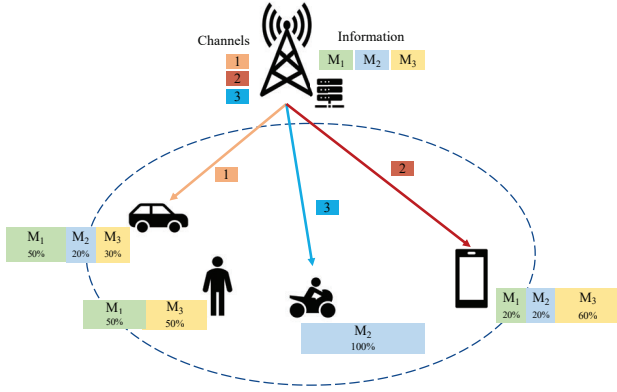 Channels
1
2
3
Information
M₁ M₂ M₃
1
2
3
M₁ M₂ M₃
50% 20% 30%
M₁ M₃
50% 50%
M₂
100%
M₁ M₂ M₃
20% 20% 60%